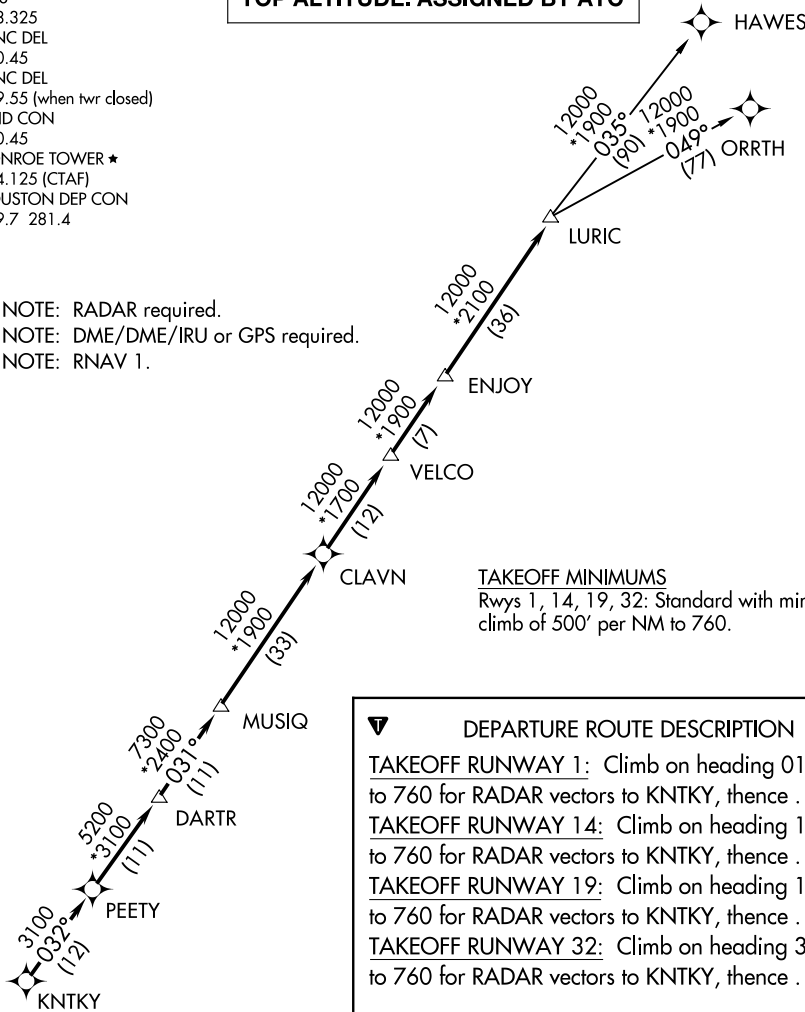 TOP ALTITUDE: ASSIGNED BY ATC
8.325
NC DEL
0.45
NC DEL
9.55 (when twr closed)
ND CON
0.45
NROE TOWER ★
4.125 (CTAF)
USTON DEP CON
9.7 281.4
NOTE: RADAR required.
NOTE: DME/DME/IRU or GPS required.
NOTE: RNAV 1.
HAWES
12000
*1900
035°
(90)
12000
*1900
049°
(77)
ORRTH
LURIC
12000
*2100
(36)
ENJOY
12000
*1900
(7)
VELCO
12000
*1700
(12)
CLAVN
12000
*1900
(33)
MUSIQ
7300
*2400
031°
(11)
DARTR
5200
*3100
(11)
PEETY
3100
032°
(12)
KNTKY
TAKEOFF MINIMUMS
Rwys 1, 14, 19, 32: Standard with min
climb of 500' per NM to 760.
T DEPARTURE ROUTE DESCRIPTION
TAKEOFF RUNWAY 1: Climb on heading 01
to 760 for RADAR vectors to KNTKY, thence .
TAKEOFF RUNWAY 14: Climb on heading 1
to 760 for RADAR vectors to KNTKY, thence .
TAKEOFF RUNWAY 19: Climb on heading 1
to 760 for RADAR vectors to KNTKY, thence .
TAKEOFF RUNWAY 32: Climb on heading 3
to 760 for RADAR vectors to KNTKY, thence .